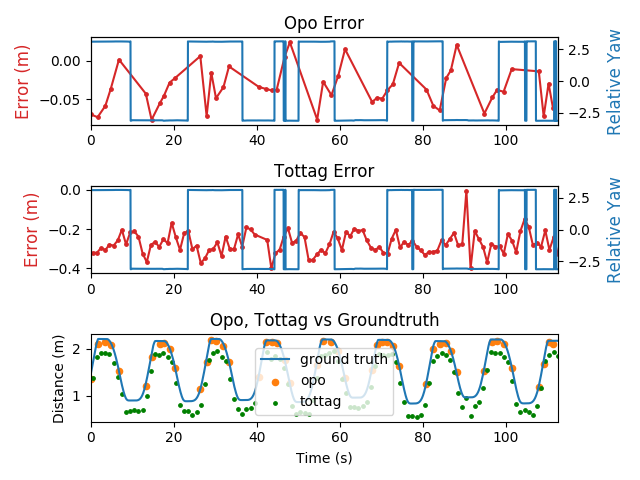 Opo Error
Error (m)
0.00
−0.05
2.5
0.0
−2.5
Relative Yaw
0 20 40 60 80 100
Tottag Error
Error (m)
0.0
−0.2
−0.4
2.5
0.0
−2.5
Relative Yaw
0 20 40 60 80 100
Opo, Tottag vs Groundtruth
Distance (m)
2
1
ground truth
opo
tottag
0 20 40 60 80 100
Time (s)